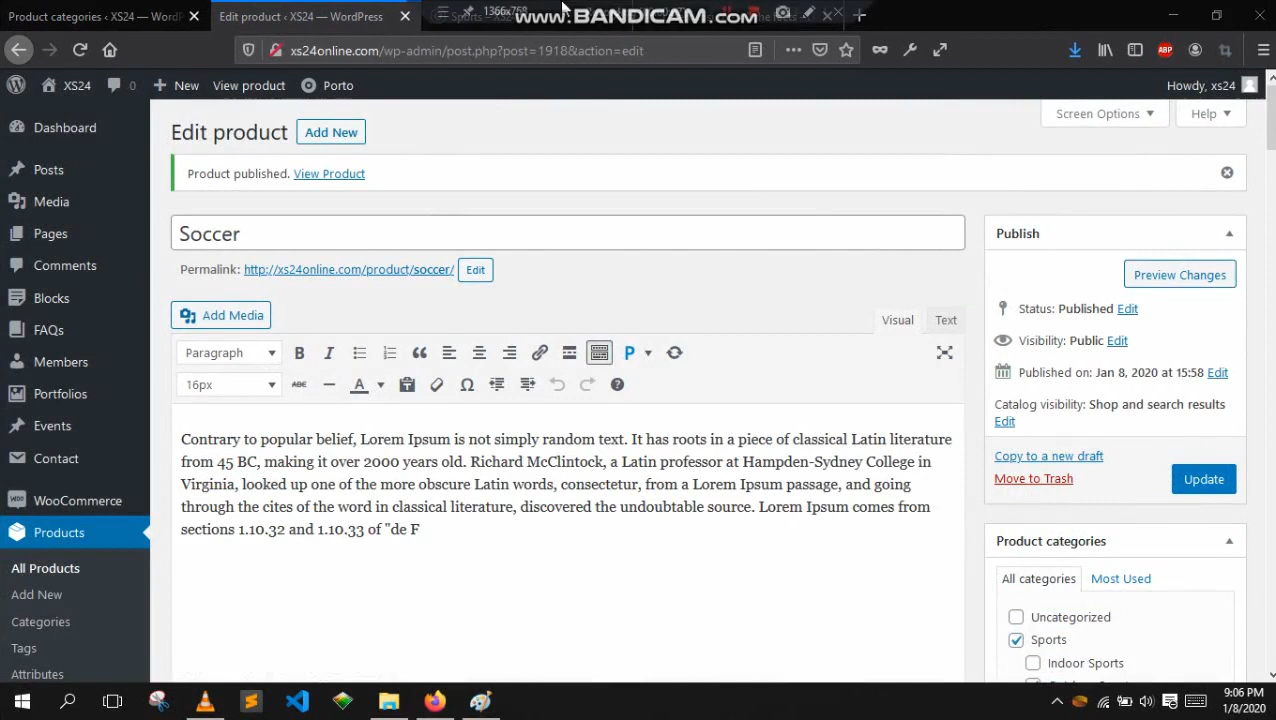 Product categories ‹ XS24 — WordP
Edit product ‹ XS24 — WordPress
1366x768
www.BANDICAM.com
xs24online.com/wp-admin/post.php?post=1918&action=edit
ABP
XS24
0
New
View product
Porto
Howdy, xs24
Screen Options
Help
Dashboard
Posts
Media
Pages
Comments
Blocks
FAQs
Members
Portfolios
Events
Contact
WooCommerce
Products
All Products
Add New
Categories
Tags
Attributes
Edit product
Add New
Product published. View Product
Soccer
Permalink: http://xs24online.com/product/soccer/ Edit
Add Media
Visual
Text
Paragraph
16px
Contrary to popular belief, Lorem Ipsum is not simply random text. It has roots in a piece of classical Latin literature
from 45 BC, making it over 2000 years old. Richard McClintock, a Latin professor at Hampden-Sydney College in
Virginia, looked up one of the more obscure Latin words, consectetur, from a Lorem Ipsum passage, and going
through the cites of the word in classical literature, discovered the undoubtable source. Lorem Ipsum comes from
sections 1.10.32 and 1.10.33 of "de F
Publish
Preview Changes
Status: Published Edit
Visibility: Public Edit
Published on: Jan 8, 2020 at 15:58 Edit
Catalog visibility: Shop and search results
Edit
Copy to a new draft
Move to Trash
Update
Product categories
All categories
Most Used
Uncategorized
Sports
Indoor Sports
9:06 PM
1/8/2020